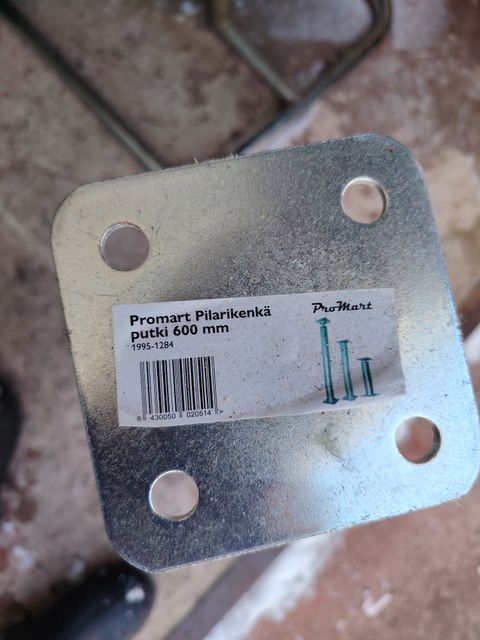 Promart Pilarikenkä
putki 600 mm
1995-1284
ProMart
6 430050 020514 >